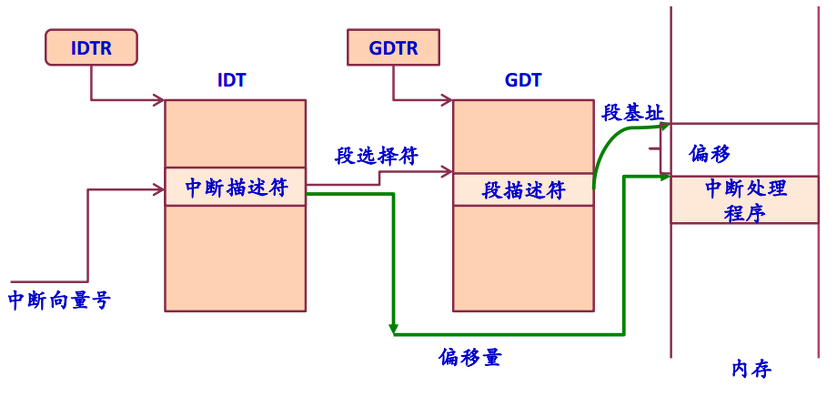 IDTR
GDTR
IDT
GDT
段基址
段选择符
偏移
中断描述符
段描述符
中断处理
程序
中断向量号
偏移量
内存